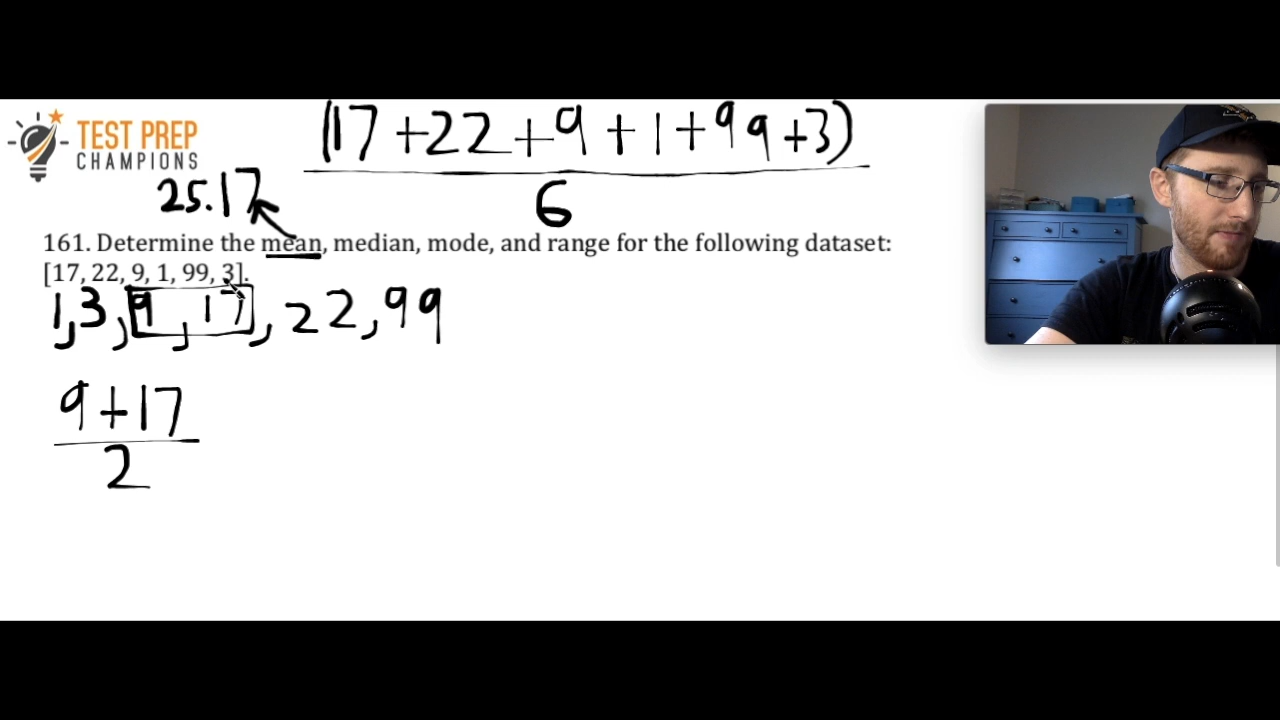 TEST PREP
CHAMPIONS
(17+22+9+1+99+3)
6
25.17
161. Determine the mean, median, mode, and range for the following dataset:
[17, 22, 9, 1, 99, 3].
1,3,9,17,22,99
9+17
2